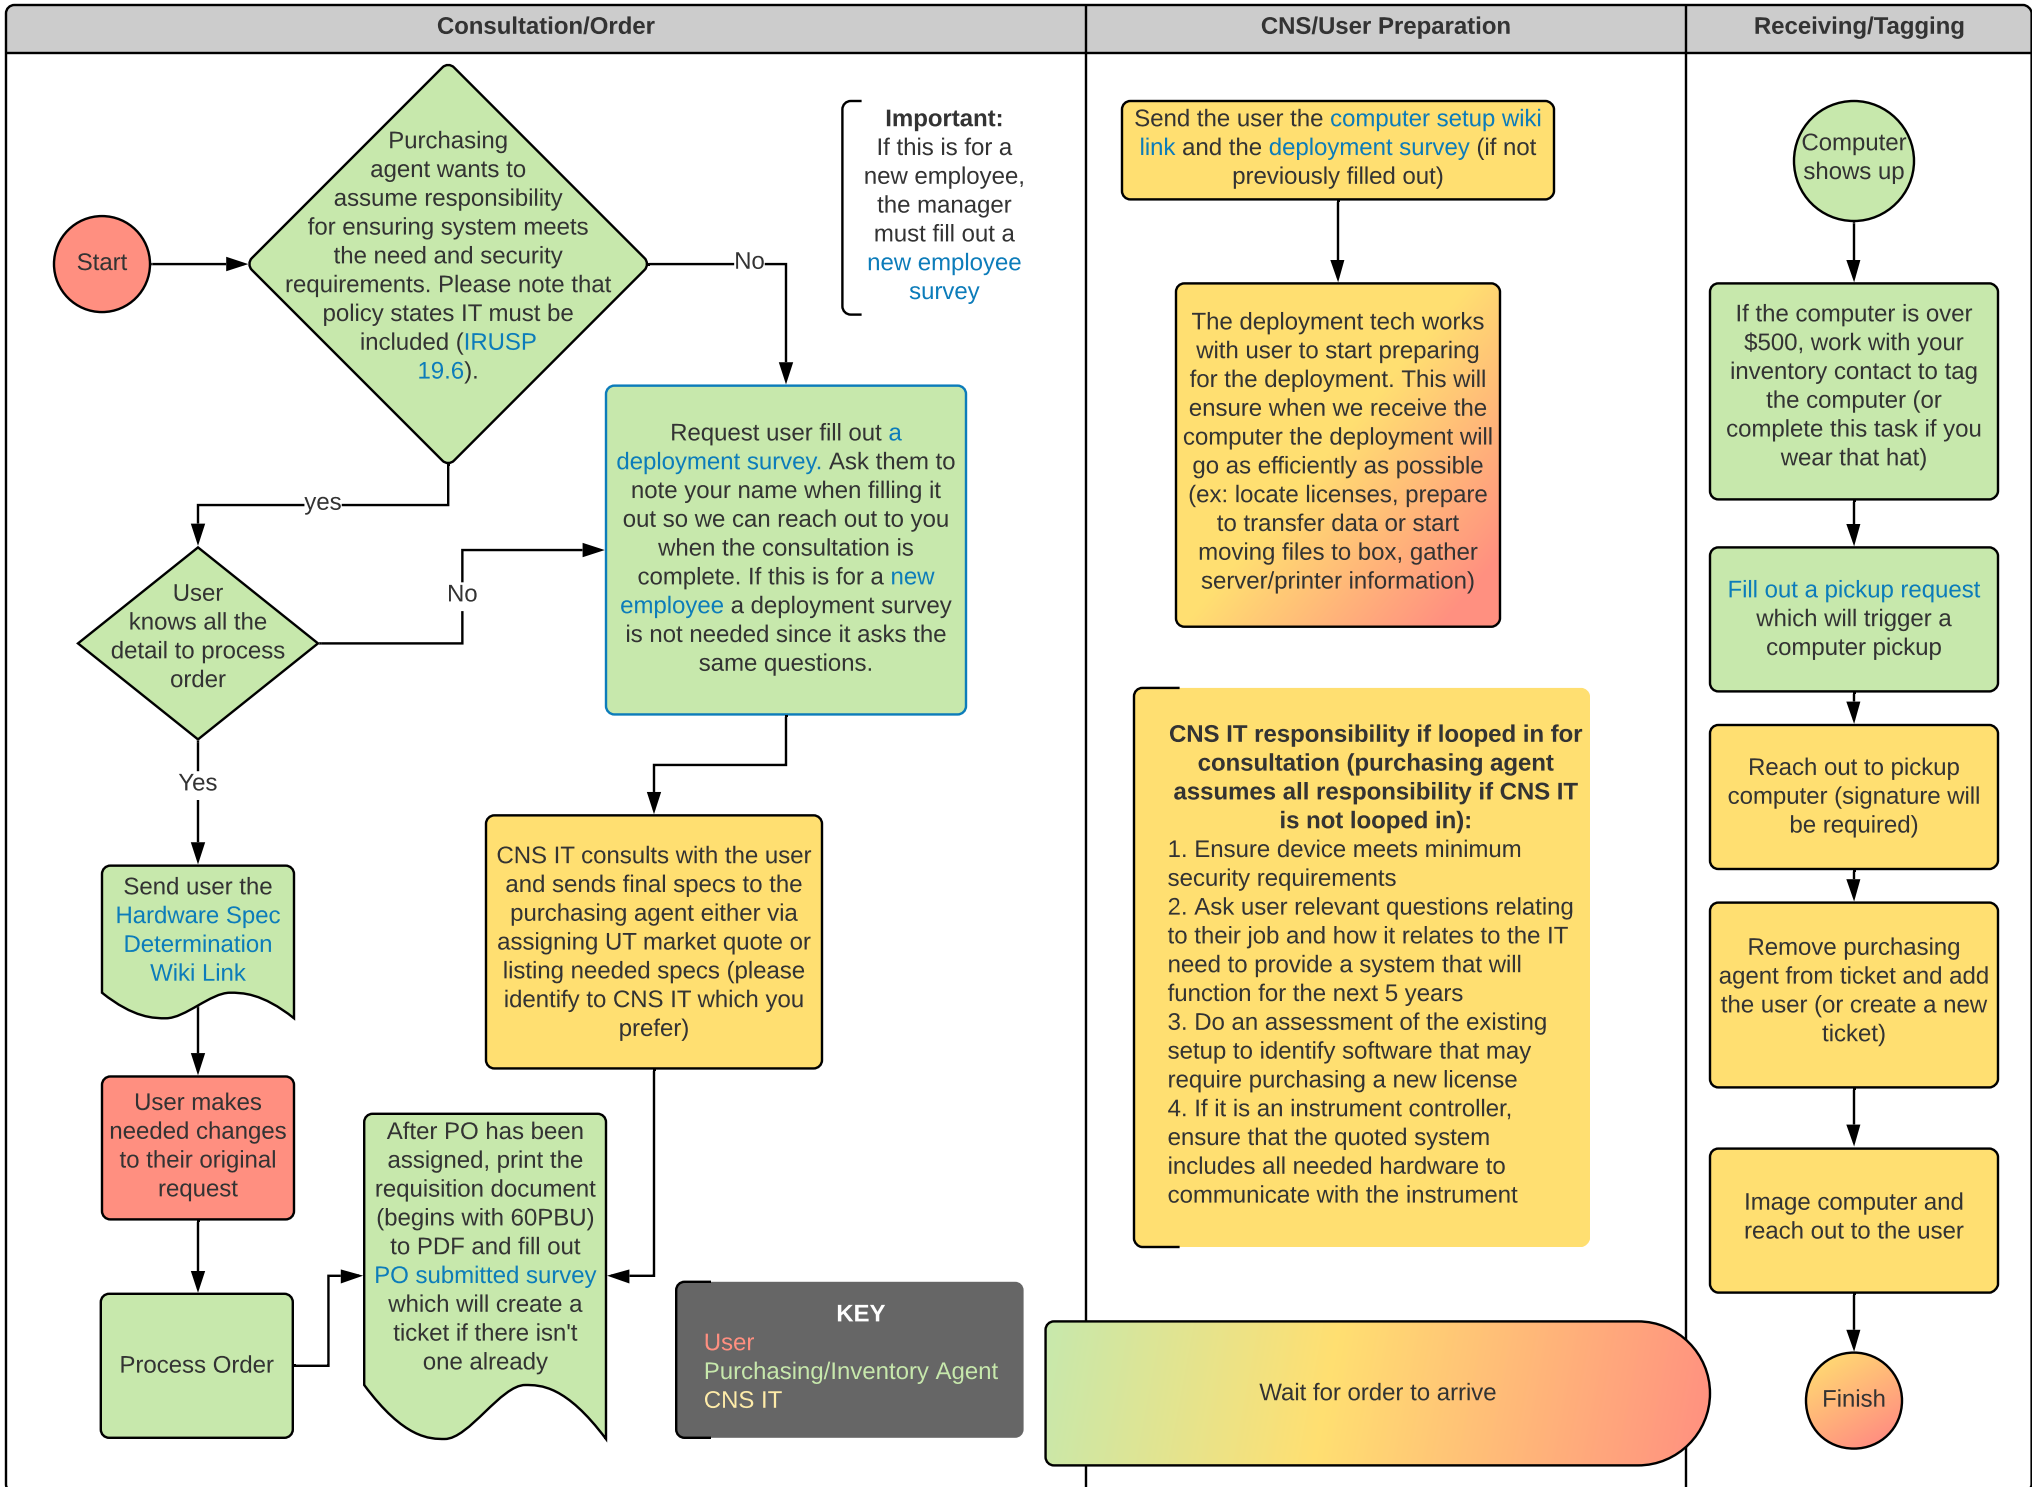 Consultation/Order
Purchasing
agent wants to
assume responsibility
for ensuring system meets
the need and security
requirements. Please note that
policy states IT must be
included (IRUSP
19.6).
Start
No
Important:
If this is for a
new employee,
the manager
must fill out a
new employee
survey
yes
Request user fill out a
deployment survey. Ask them to
note your name when filling it
out so we can reach out to you
when the consultation is
complete. If this is for a new
employee a deployment survey
is not needed since it asks the
same questions.
User
knows all the
detail to process
order
No
Yes
Send user the
Hardware Spec
Determination
Wiki Link
CNS IT consults with the user
and sends final specs to the
purchasing agent either via
assigning UT market quote or
listing needed specs (please
identify to CNS IT which you
prefer)
User makes
needed changes
to their original
request
Process Order
After PO has been
assigned, print the
requisition document
(begins with 60PBU)
to PDF and fill out
PO submitted survey
which will create a
ticket if there isn't
one already
KEY
User
Purchasing/Inventory Agent
CNS IT
CNS/User Preparation
Send the user the computer setup wiki
link and the deployment survey (if not
previously filled out)
The deployment tech works
with user to start preparing
for the deployment. This will
ensure when we receive the
computer the deployment will
go as efficiently as possible
(ex: locate licenses, prepare
to transfer data or start
moving files to box, gather
server/printer information)
CNS IT responsibility if looped in for
consultation (purchasing agent
assumes all responsibility if CNS IT
is not looped in):
1. Ensure device meets minimum
security requirements
2. Ask user relevant questions relating
to their job and how it relates to the IT
need to provide a system that will
function for the next 5 years
3. Do an assessment of the existing
setup to identify software that may
require purchasing a new license
4. If it is an instrument controller,
ensure that the quoted system
includes all needed hardware to
communicate with the instrument
Wait for order to arrive
Receiving/Tagging
Computer
shows up
If the computer is over
$500, work with your
inventory contact to tag
the computer (or
complete this task if you
wear that hat)
Fill out a pickup request
which will trigger a
computer pickup
Reach out to pickup
computer (signature will
be required)
Remove purchasing
agent from ticket and add
the user (or create a new
ticket)
Image computer and
reach out to the user
Finish